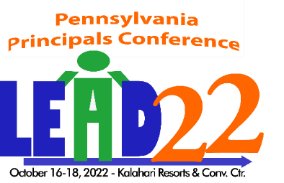 Pennsylvania
Principals Conference
LEAD22
October 16-18, 2022 - Kalahari Resorts & Conv. Ctr.